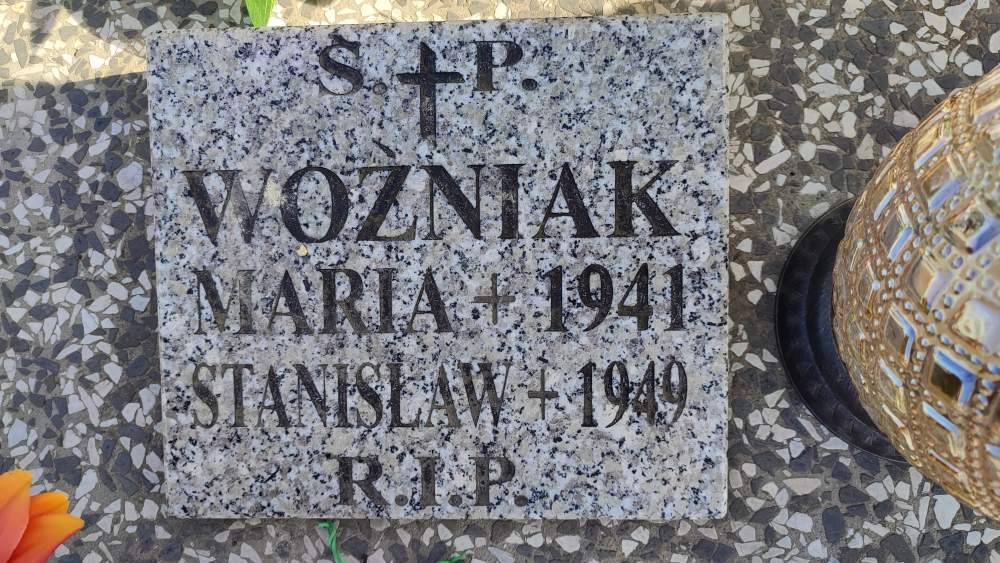 Ś. P.
WOŹNIAK
MARIA + 1941
STANISŁAW + 1949
R.I.P.